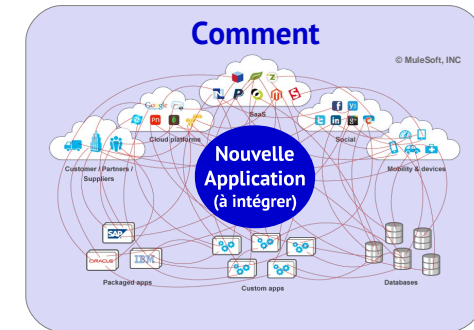 Comment
© MuleSoft, INC
SaaS
Google
Cloud platforms
Social
Customer / Partners /
Suppliers
Mobility & devices
Nouvelle
Application
(à intégrer)
SAP
ORACLE
IBM
Packaged apps
Custom apps
Databases